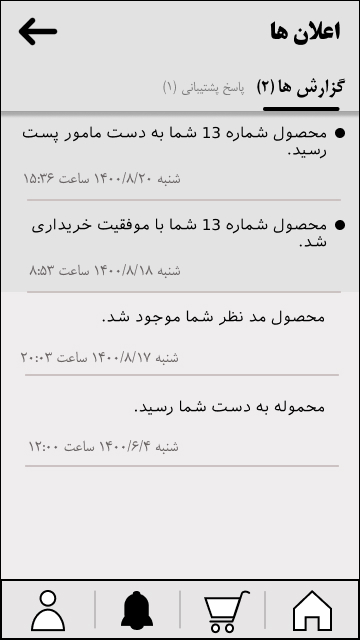 اعلان ها
گزارش ها (۲)
پاسخ پشتیبانی (۱)
محصول شماره 13 شما به دست مامور پست
رسید.
شنبه ۱۴۰۰/۸/۲۰ ساعت ۱۵:۳۶
محصول شماره 13 شما با موفقیت خریداری
شد.
شنبه ۱۴۰۰/۸/۱۸ ساعت ۸:۵۳
محصول مد نظر شما موجود شد.
شنبه ۱۴۰۰/۸/۱۷ ساعت ۲۰:۰۳
محموله به دست شما رسید.
شنبه ۱۴۰۰/۶/۴ ساعت ۱۲:۰۰